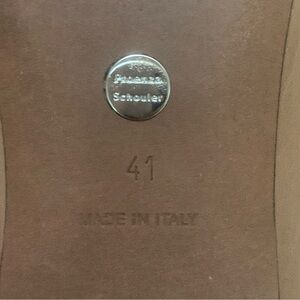 Proenza
Schouler
41
MADE IN ITALY